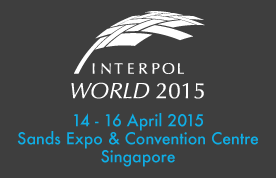 INTERPOL
WORLD 2015
14 - 16 April 2015
Sands Expo & Convention Centre
Singapore